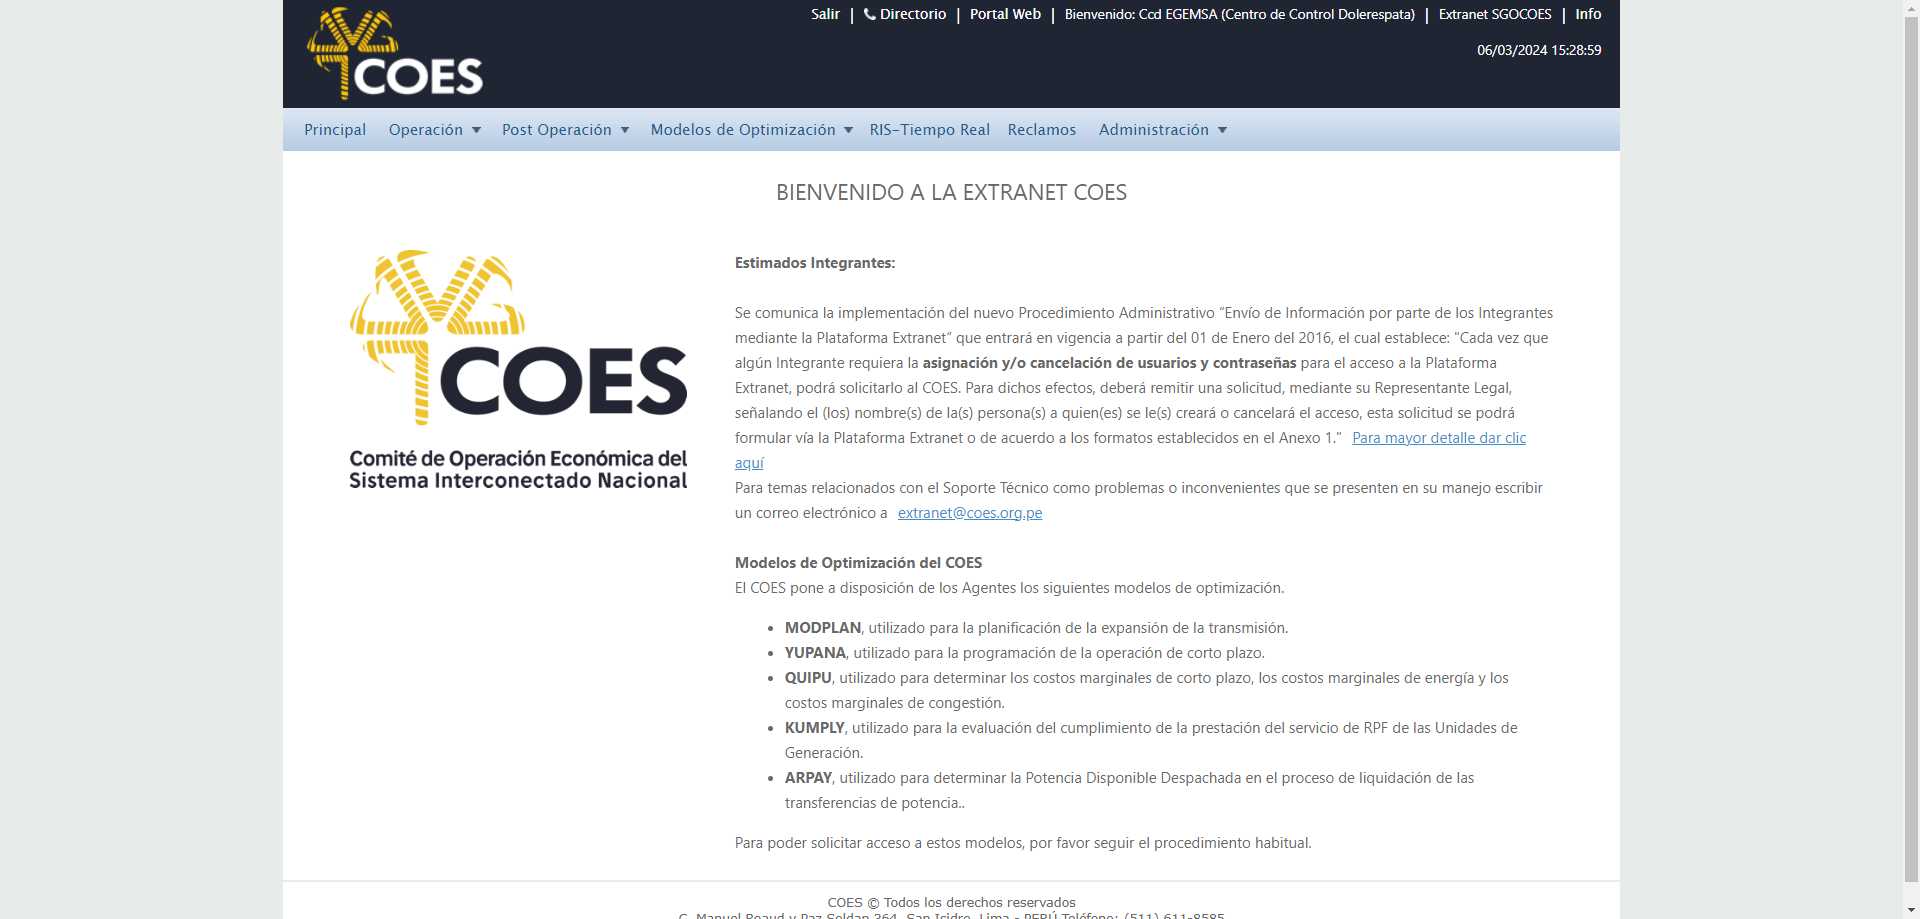 Salir | Directorio | Portal Web | Bienvenido: Ccd EGEMSA (Centro de Control Dolerespata) | Extranet SGOCOES | Info
06/03/2024 15:28:59
COES
Principal Operación Post Operación Modelos de Optimización RIS-Tiempo Real Reclamos Administración
BIENVENIDO A LA EXTRANET COES
COES
Comité de Operación Económica del
Sistema Interconectado Nacional
Estimados Integrantes:
Se comunica la implementación del nuevo Procedimiento Administrativo “Envío de Información por parte de los Integrantes
mediante la Plataforma Extranet” que entrará en vigencia a partir del 01 de Enero del 2016, el cual establece: “Cada vez que
algún Integrante requiera la asignación y/o cancelación de usuarios y contraseñas para el acceso a la Plataforma
Extranet, podrá solicitarlo al COES. Para dichos efectos, deberá remitir una solicitud, mediante su Representante Legal,
señalando el (los) nombre(s) de la(s) persona(s) a quien(es) se le(s) creará o cancelará el acceso, esta solicitud se podrá
formular vía la Plataforma Extranet o de acuerdo a los formatos establecidos en el Anexo 1.” Para mayor detalle dar clic
aquí
Para temas relacionados con el Soporte Técnico como problemas o inconvenientes que se presenten en su manejo escribir
un correo electrónico a extranet@coes.org.pe
Modelos de Optimización del COES
El COES pone a disposición de los Agentes los siguientes modelos de optimización.
• MODPLAN, utilizado para la planificación de la expansión de la transmisión.
• YUPANA, utilizado para la programación de la operación de corto plazo.
• QUIPU, utilizado para determinar los costos marginales de corto plazo, los costos marginales de energía y los
costos marginales de congestión.
• KUMPLY, utilizado para la evaluación del cumplimiento de la prestación del servicio de RPF de las Unidades de
Generación.
• ARPAY, utilizado para determinar la Potencia Disponible Despachada en el proceso de liquidación de las
transferencias de potencia..
Para poder solicitar acceso a estos modelos, por favor seguir el procedimiento habitual.
COES © Todos los derechos reservados
C. Manuel Roaud y Paz Soldan 364. San Isidro, Lima - PERÚ Teléfono: (511) 611-8585